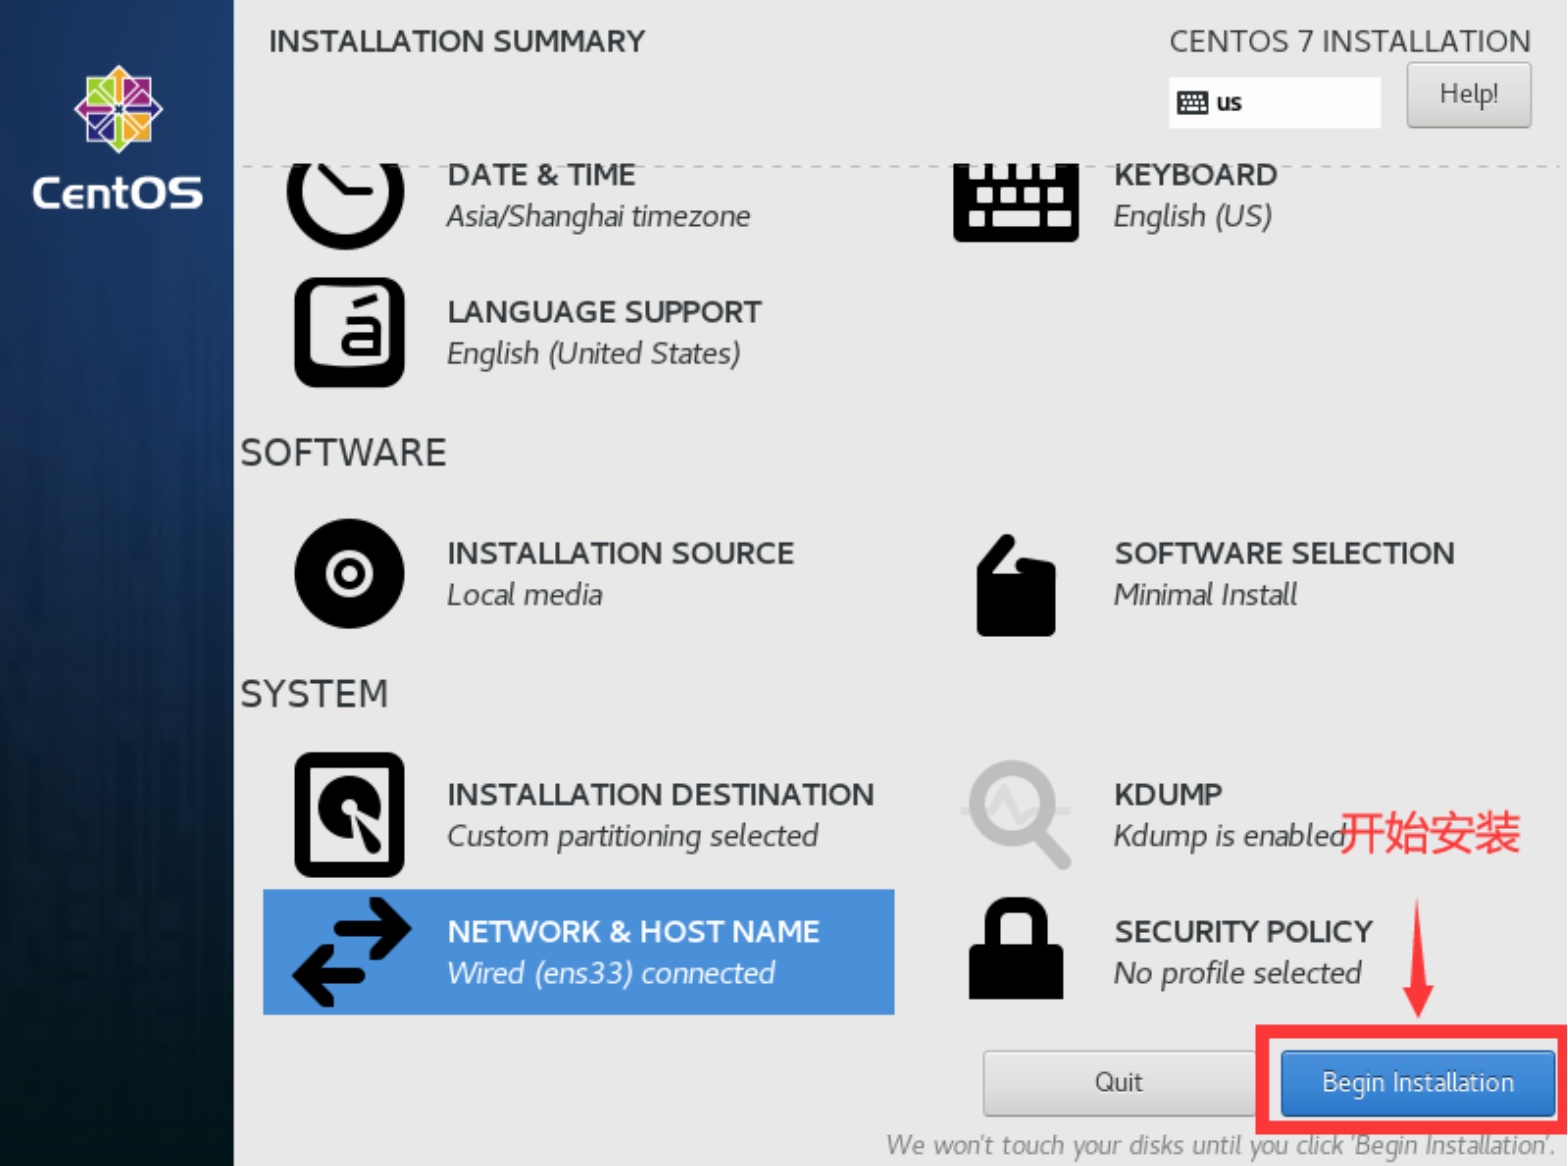 INSTALLATION SUMMARY
CENTOS 7 INSTALLATION
us
Help!
CentOS
DATE & TIME
Asia/Shanghai timezone
KEYBOARD
English (US)
á
LANGUAGE SUPPORT
English (United States)
SOFTWARE
INSTALLATION SOURCE
Local media
SOFTWARE SELECTION
Minimal Install
SYSTEM
INSTALLATION DESTINATION
Custom partitioning selected
KDUMP
Kdump is enabled
开始安装
NETWORK & HOST NAME
Wired (ens33) connected
SECURITY POLICY
No profile selected
Quit
Begin Installation
We won't touch your disks until you click 'Begin Installation'.